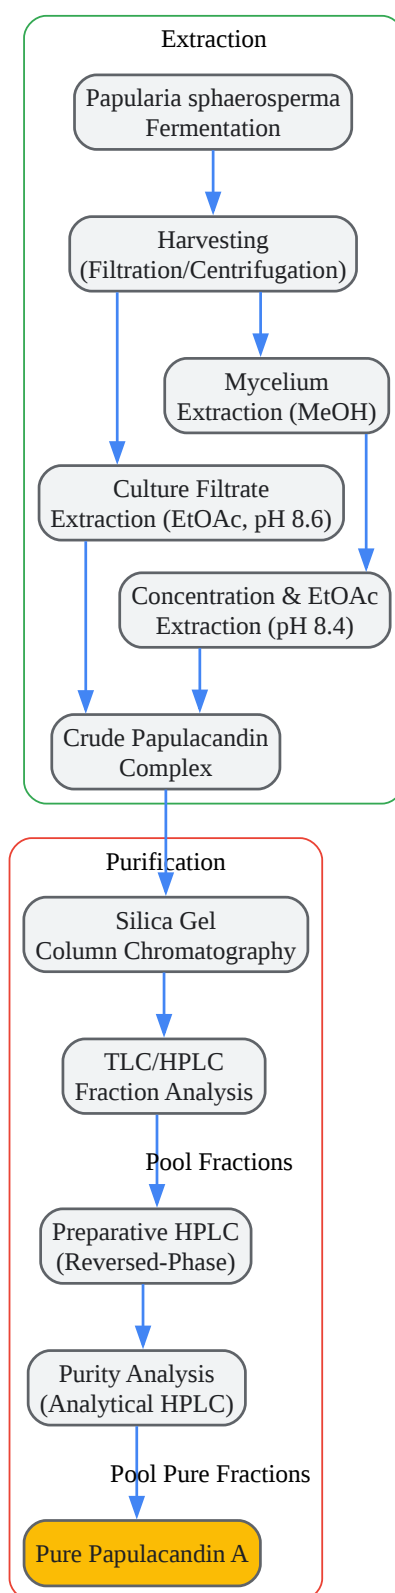 Extraction
Papularia sphaerosperma
Fermentation
Harvesting
(Filtration/Centrifugation)
Mycelium
Extraction (MeOH)
Culture Filtrate
Extraction (EtOAc, pH 8.6)
Concentration & EtOAc
Extraction (pH 8.4)
Crude Papulacandin
Complex
Purification
Silica Gel
Column Chromatography
TLC/HPLC
Fraction Analysis
Pool Fractions
Preparative HPLC
(Reversed-Phase)
Purity Analysis
(Analytical HPLC)
Pool Pure Fractions
Pure Papulacandin A